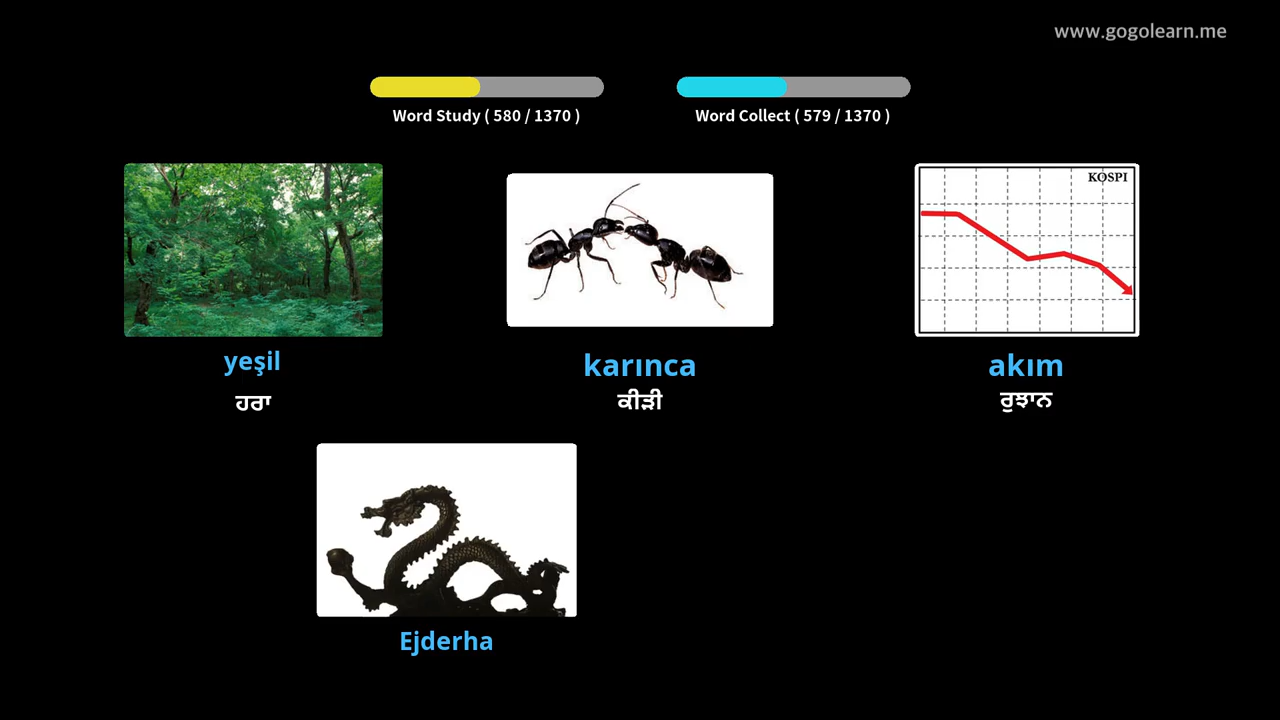 www.gogolearn.me
Word Study ( 580 / 1370 )
Word Collect ( 579 / 1370 )
KOSPI
yeşil
karınca
akım
ਹਰਾ
ਕੀੜੀ
ਰੁਝਾਨ
Ejderha